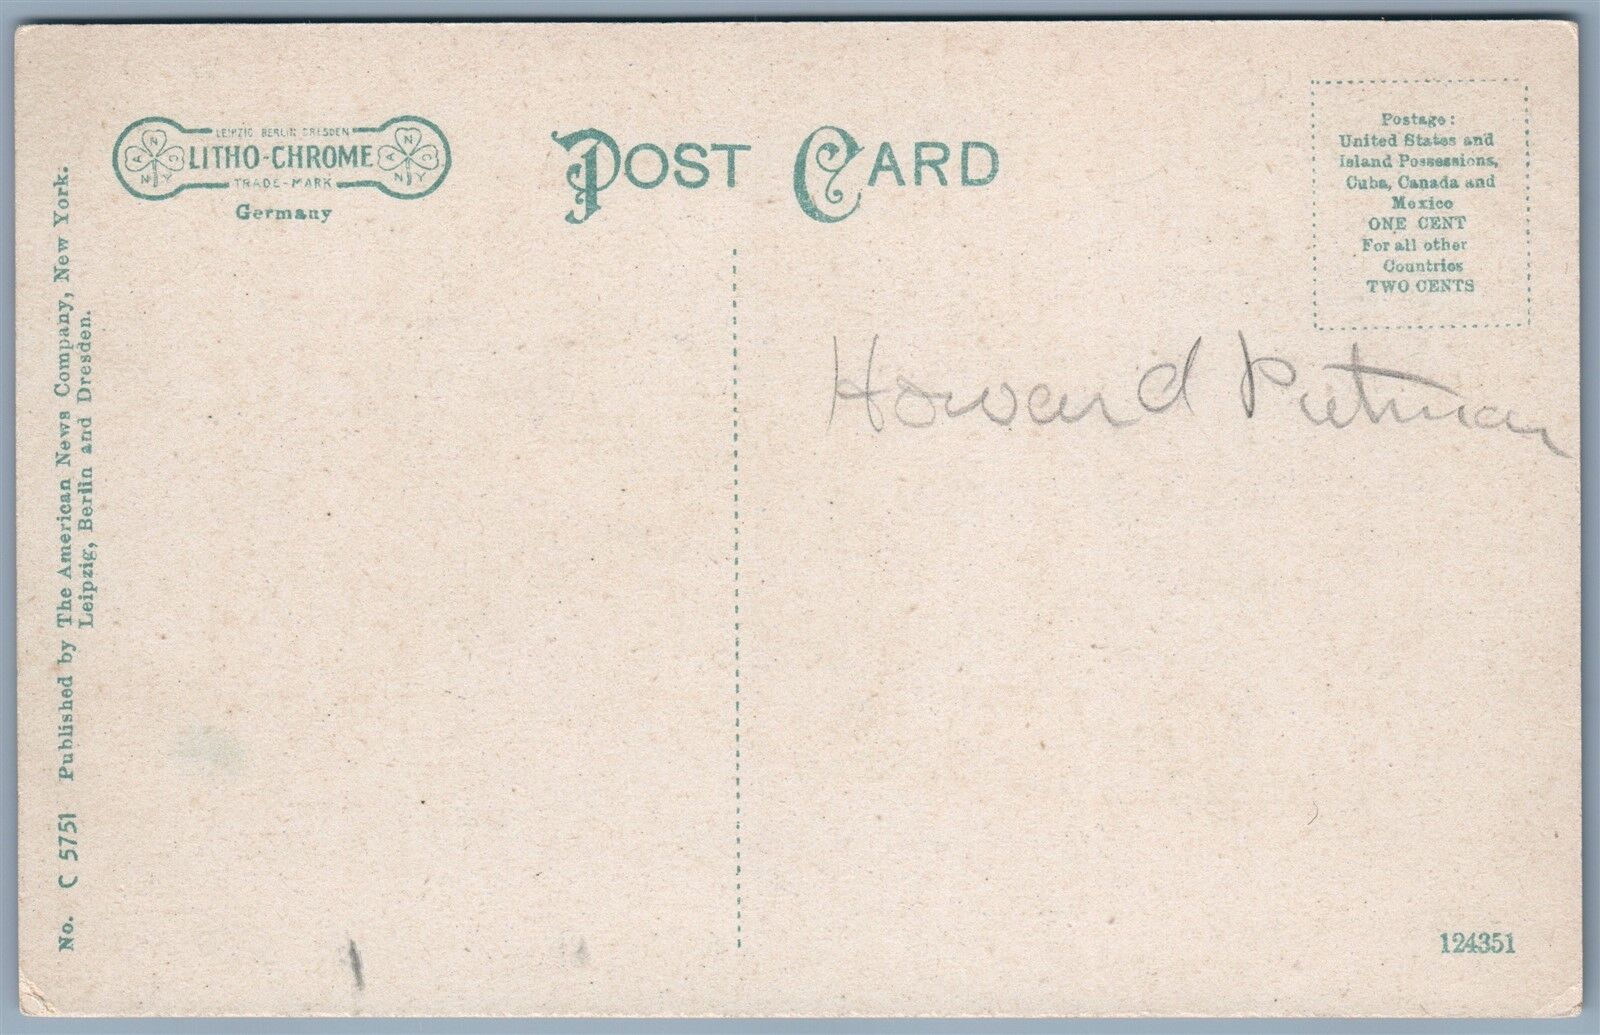 LEIPZIG BERLIN DRESDEN
LITHO-CHROME
TRADE-MARK
Germany
POST CARD
Postage:
United States and
Island Possessions,
Cuba, Canada and
Mexico
ONE CENT
For all other
Countries
TWO CENTS
Howard Putman
No. C 5751 Published by The American News Company, New York.
Leipzig, Berlin and Dresden.
124351